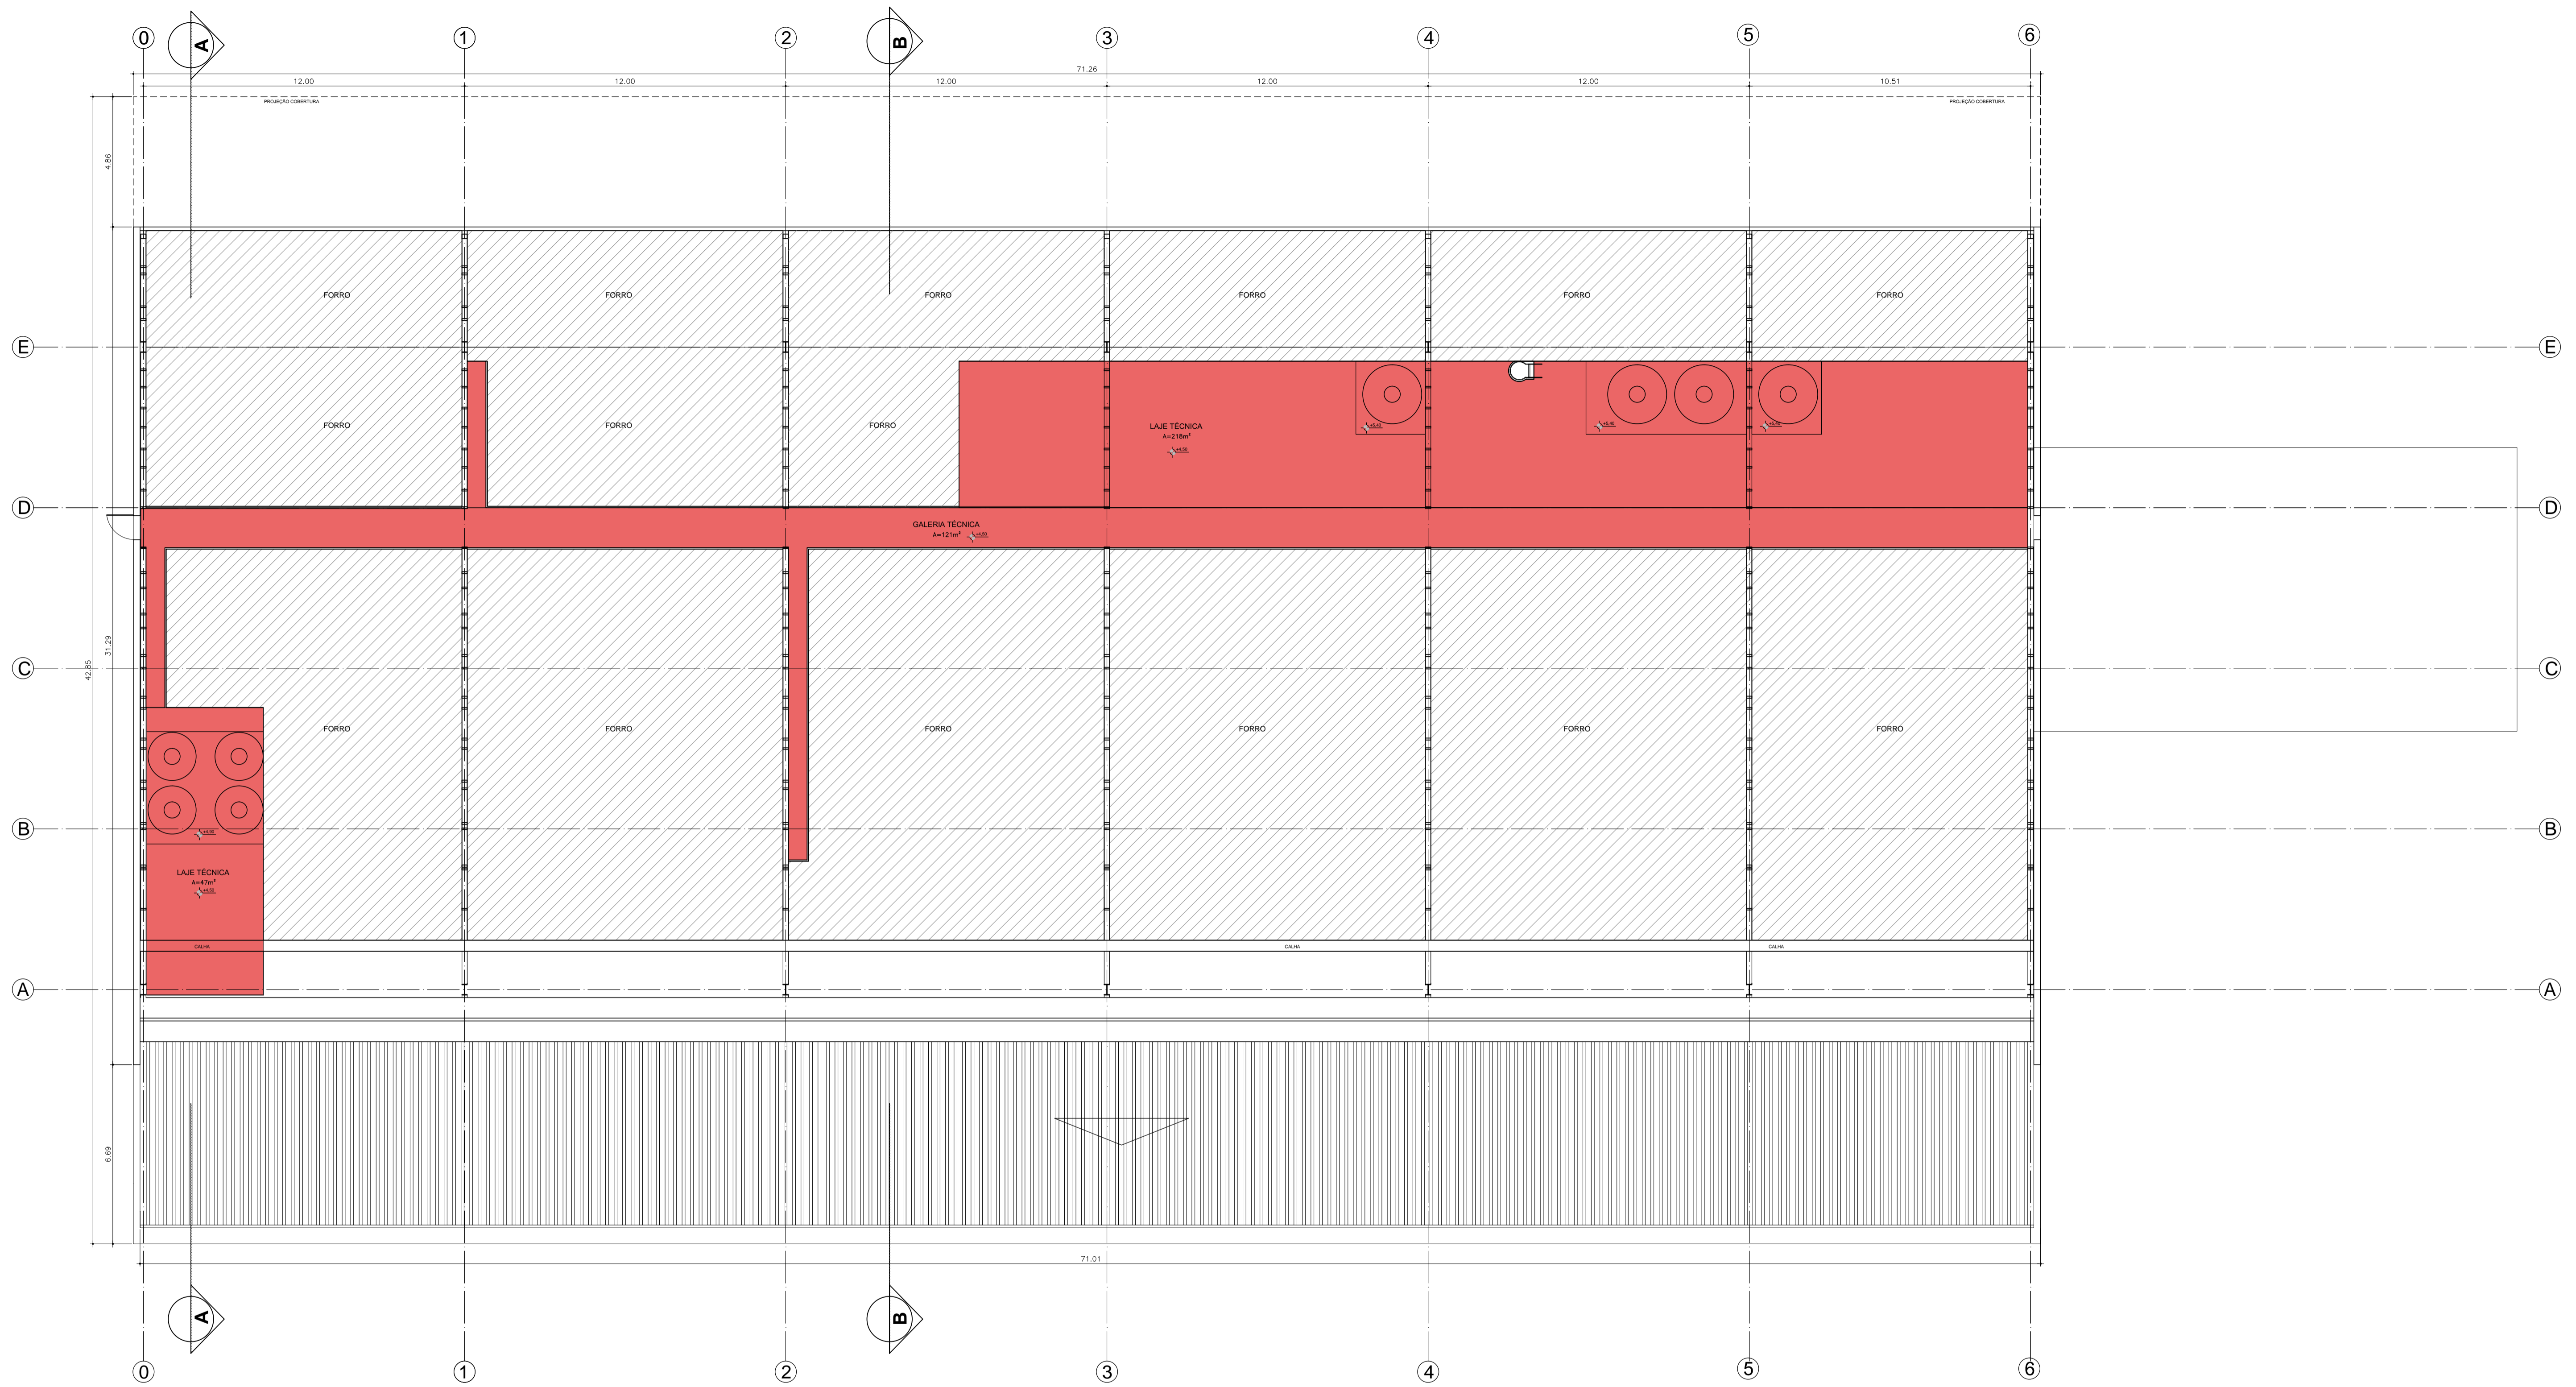 A B
0 1 2 3 4 5 6
71.26
12.00 12.00 12.00 12.00 12.00 10.51
PROJEÇÃO COBERTURA PROJEÇÃO COBERTURA
4.86
FORRO FORRO FORRO FORRO FORRO FORRO
E E
FORRO FORRO FORRO
LAJE TÉCNICA
A=218m²
D D
GALERIA TÉCNICA
A=121m²
31.29
42.85
C C
FORRO FORRO FORRO FORRO FORRO FORRO
B B
LAJE TÉCNICA
A=47m²
CALHA CALHA CALHA
A A
6.69
71.01
A B
0 1 2 3 4 5 6